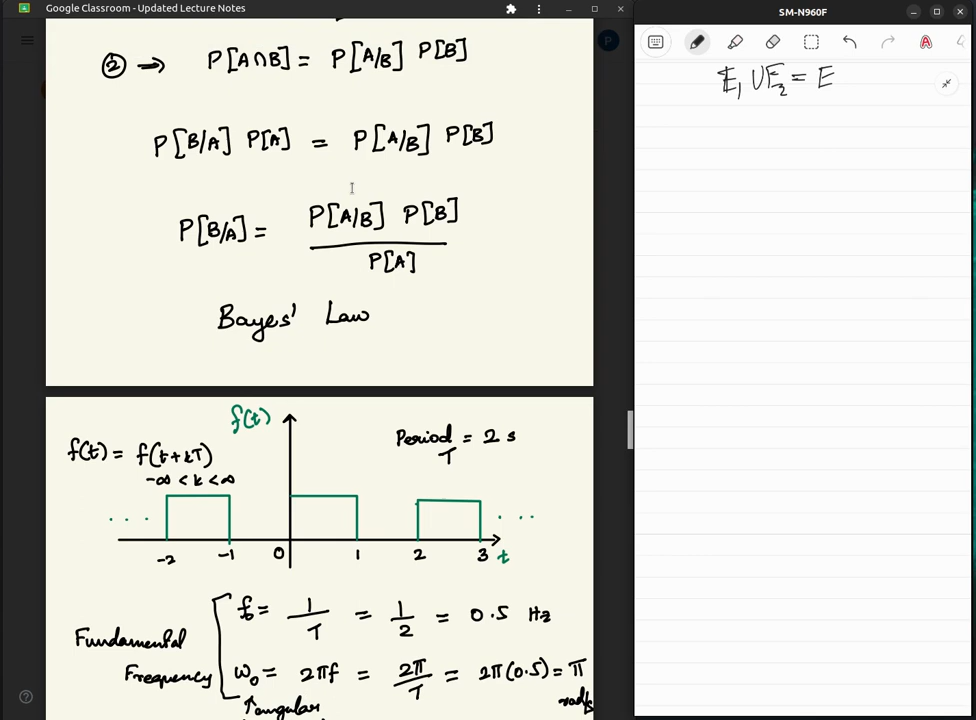 Google Classroom - Updated Lecture Notes
② → P[A∩B] = P[A/B] P[B]
P[B/A] P[A] = P[A/B] P[B]
P[B/A] = P[A/B] P[B]
P[A]
Bayes' Law
f(t)
f(t) = f(t+kT)
-∞ < k < ∞
Period T = 2 s
. . .
. . .
-2 -1 0 1 2 3 t
Fundamental
Frequency
f₀ = 1/T = 1/2 = 0.5 Hz
ω₀ = 2πf = 2π/T = 2π(0.5) = π
rad/s
↑angular
SM-N960F
E₁ ∪ E₂ = E
P
A